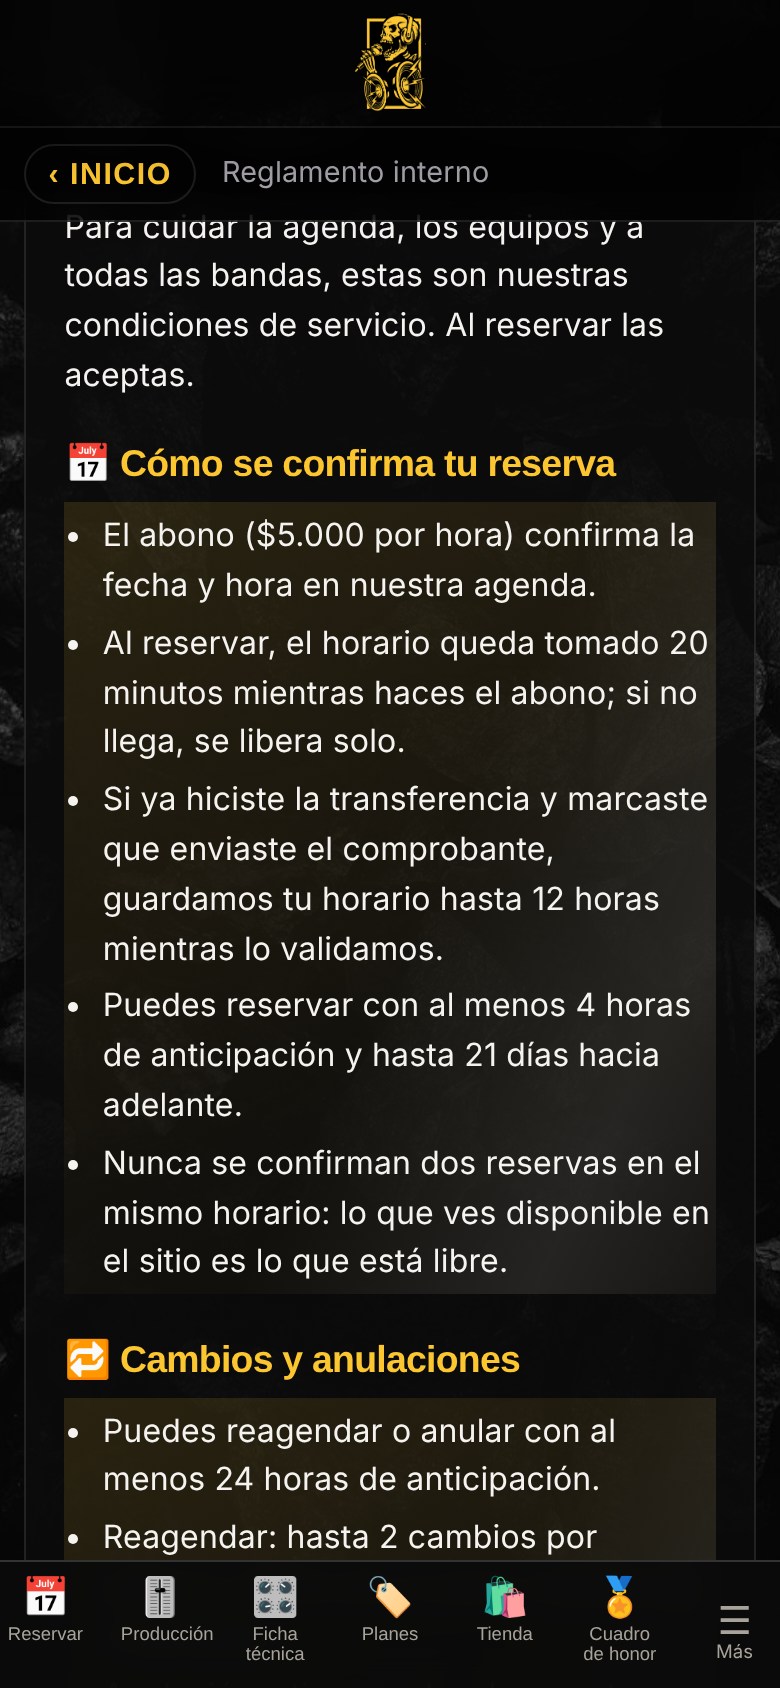 ‹ INICIO
Reglamento interno
Para cuidar la agenda, los equipos y a
todas las bandas, estas son nuestras
condiciones de servicio. Al reservar las
aceptas.
📅 Cómo se confirma tu reserva
• El abono ($5.000 por hora) confirma la
fecha y hora en nuestra agenda.
• Al reservar, el horario queda tomado 20
minutos mientras haces el abono; si no
llega, se libera solo.
• Si ya hiciste la transferencia y marcaste
que enviaste el comprobante,
guardamos tu horario hasta 12 horas
mientras lo validamos.
• Puedes reservar con al menos 4 horas
de anticipación y hasta 21 días hacia
adelante.
• Nunca se confirman dos reservas en el
mismo horario: lo que ves disponible en
el sitio es lo que está libre.
🔁 Cambios y anulaciones
• Puedes reagendar o anular con al
menos 24 horas de anticipación.
• Reagendar: hasta 2 cambios por
Reservar
Producción
Ficha
técnica
Planes
Tienda
Cuadro
de honor
Más